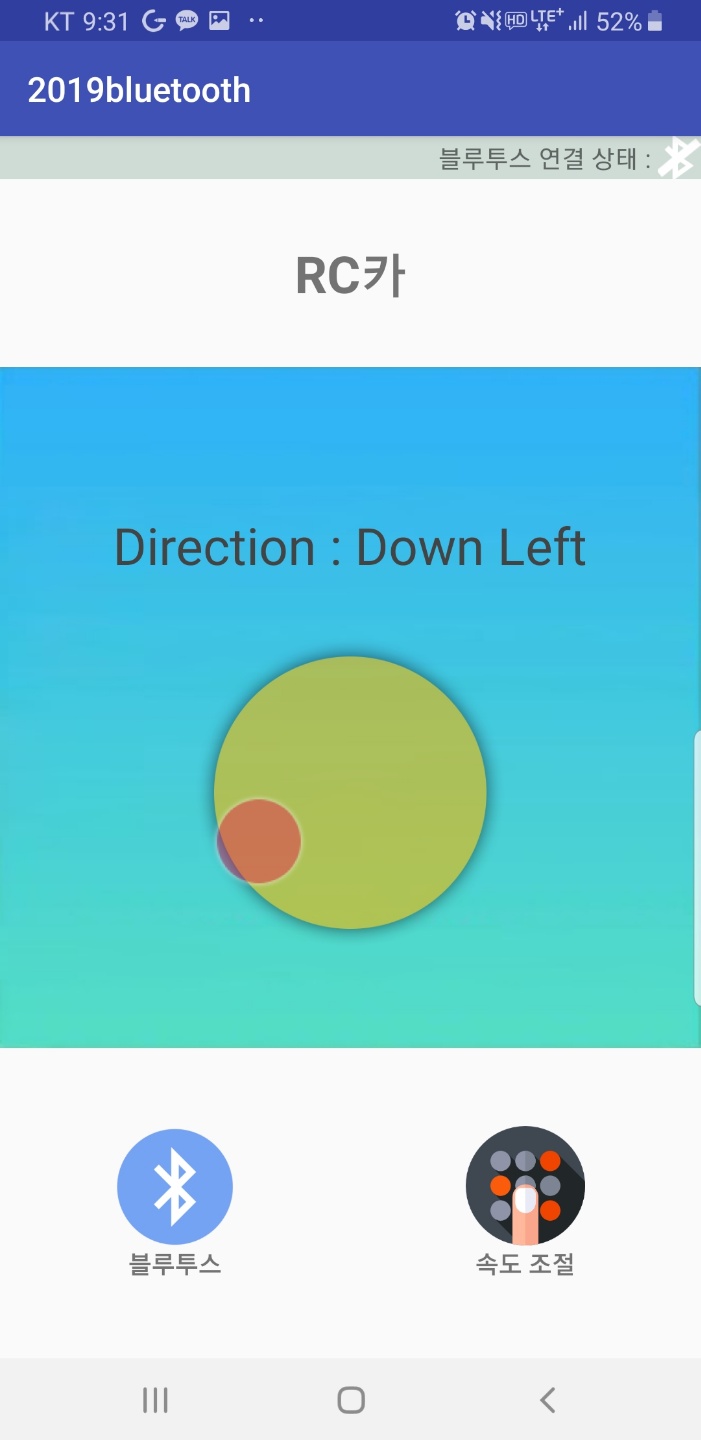 KT 9:31 TALK HD LTE+ 52%
2019bluetooth
블루투스 연결 상태 :
RC카
Direction : Down Left
블루투스
속도 조절